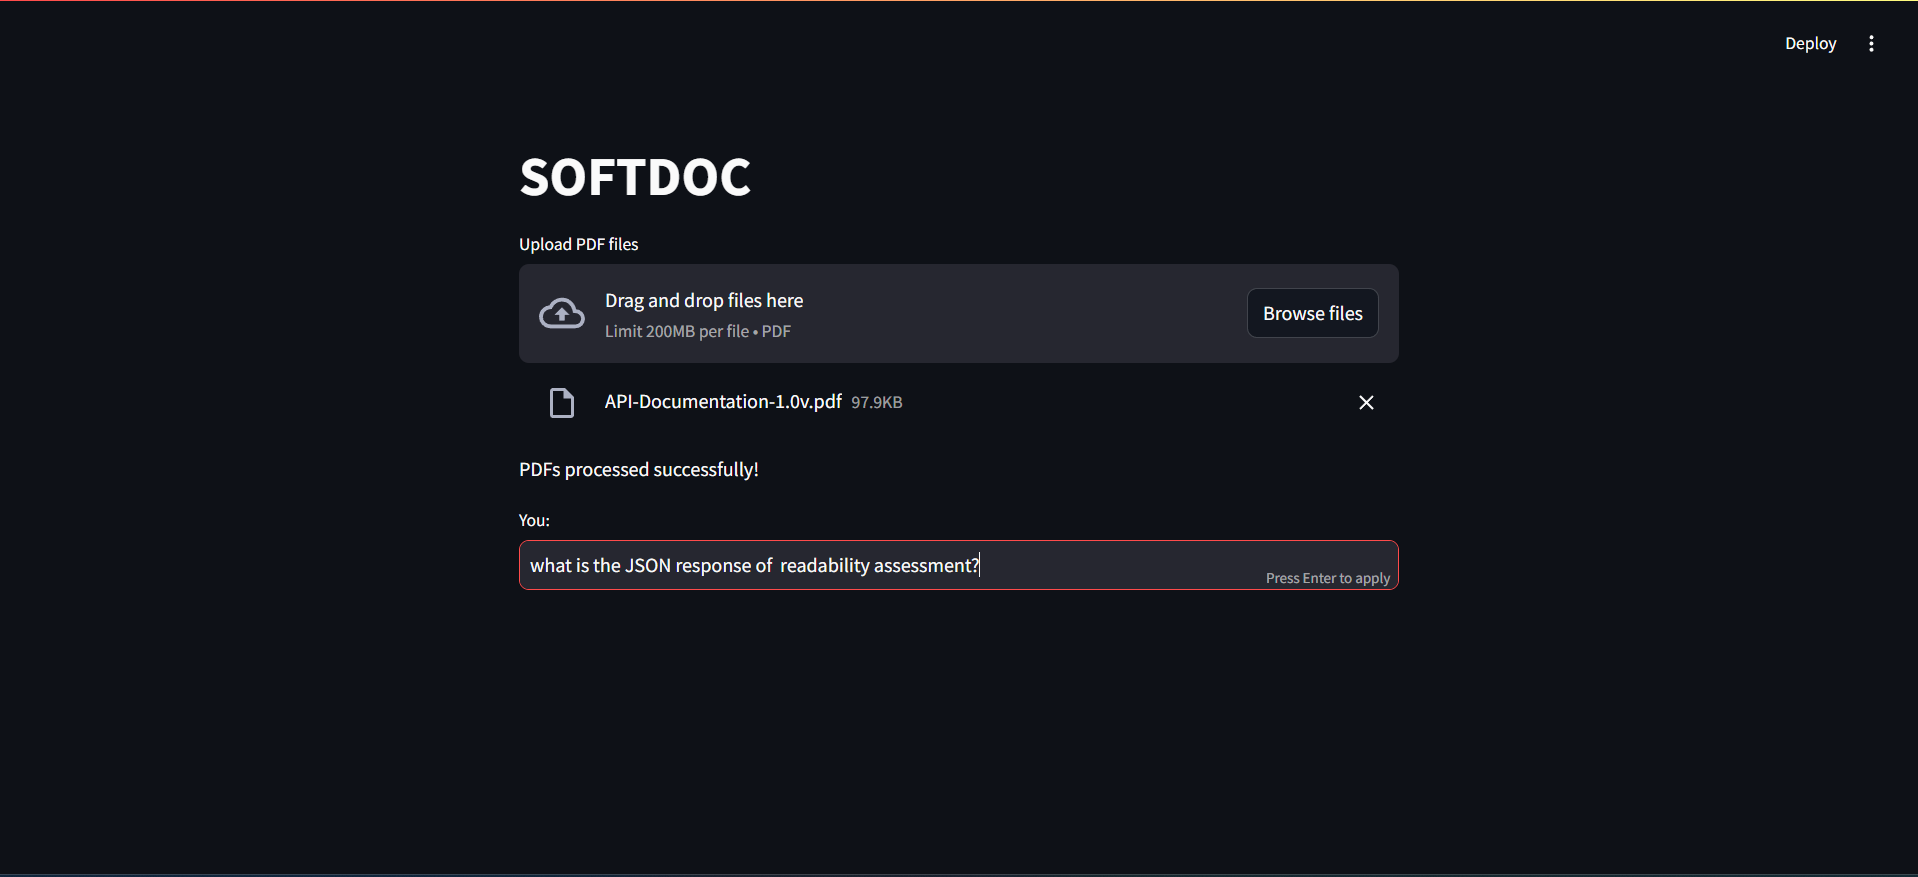 Deploy
SOFTDOC
Upload PDF files
Drag and drop files here
Limit 200MB per file • PDF
Browse files
API-Documentation-1.0v.pdf 97.9KB
PDFs processed successfully!
You:
what is the JSON response of  readability assessment?
Press Enter to apply